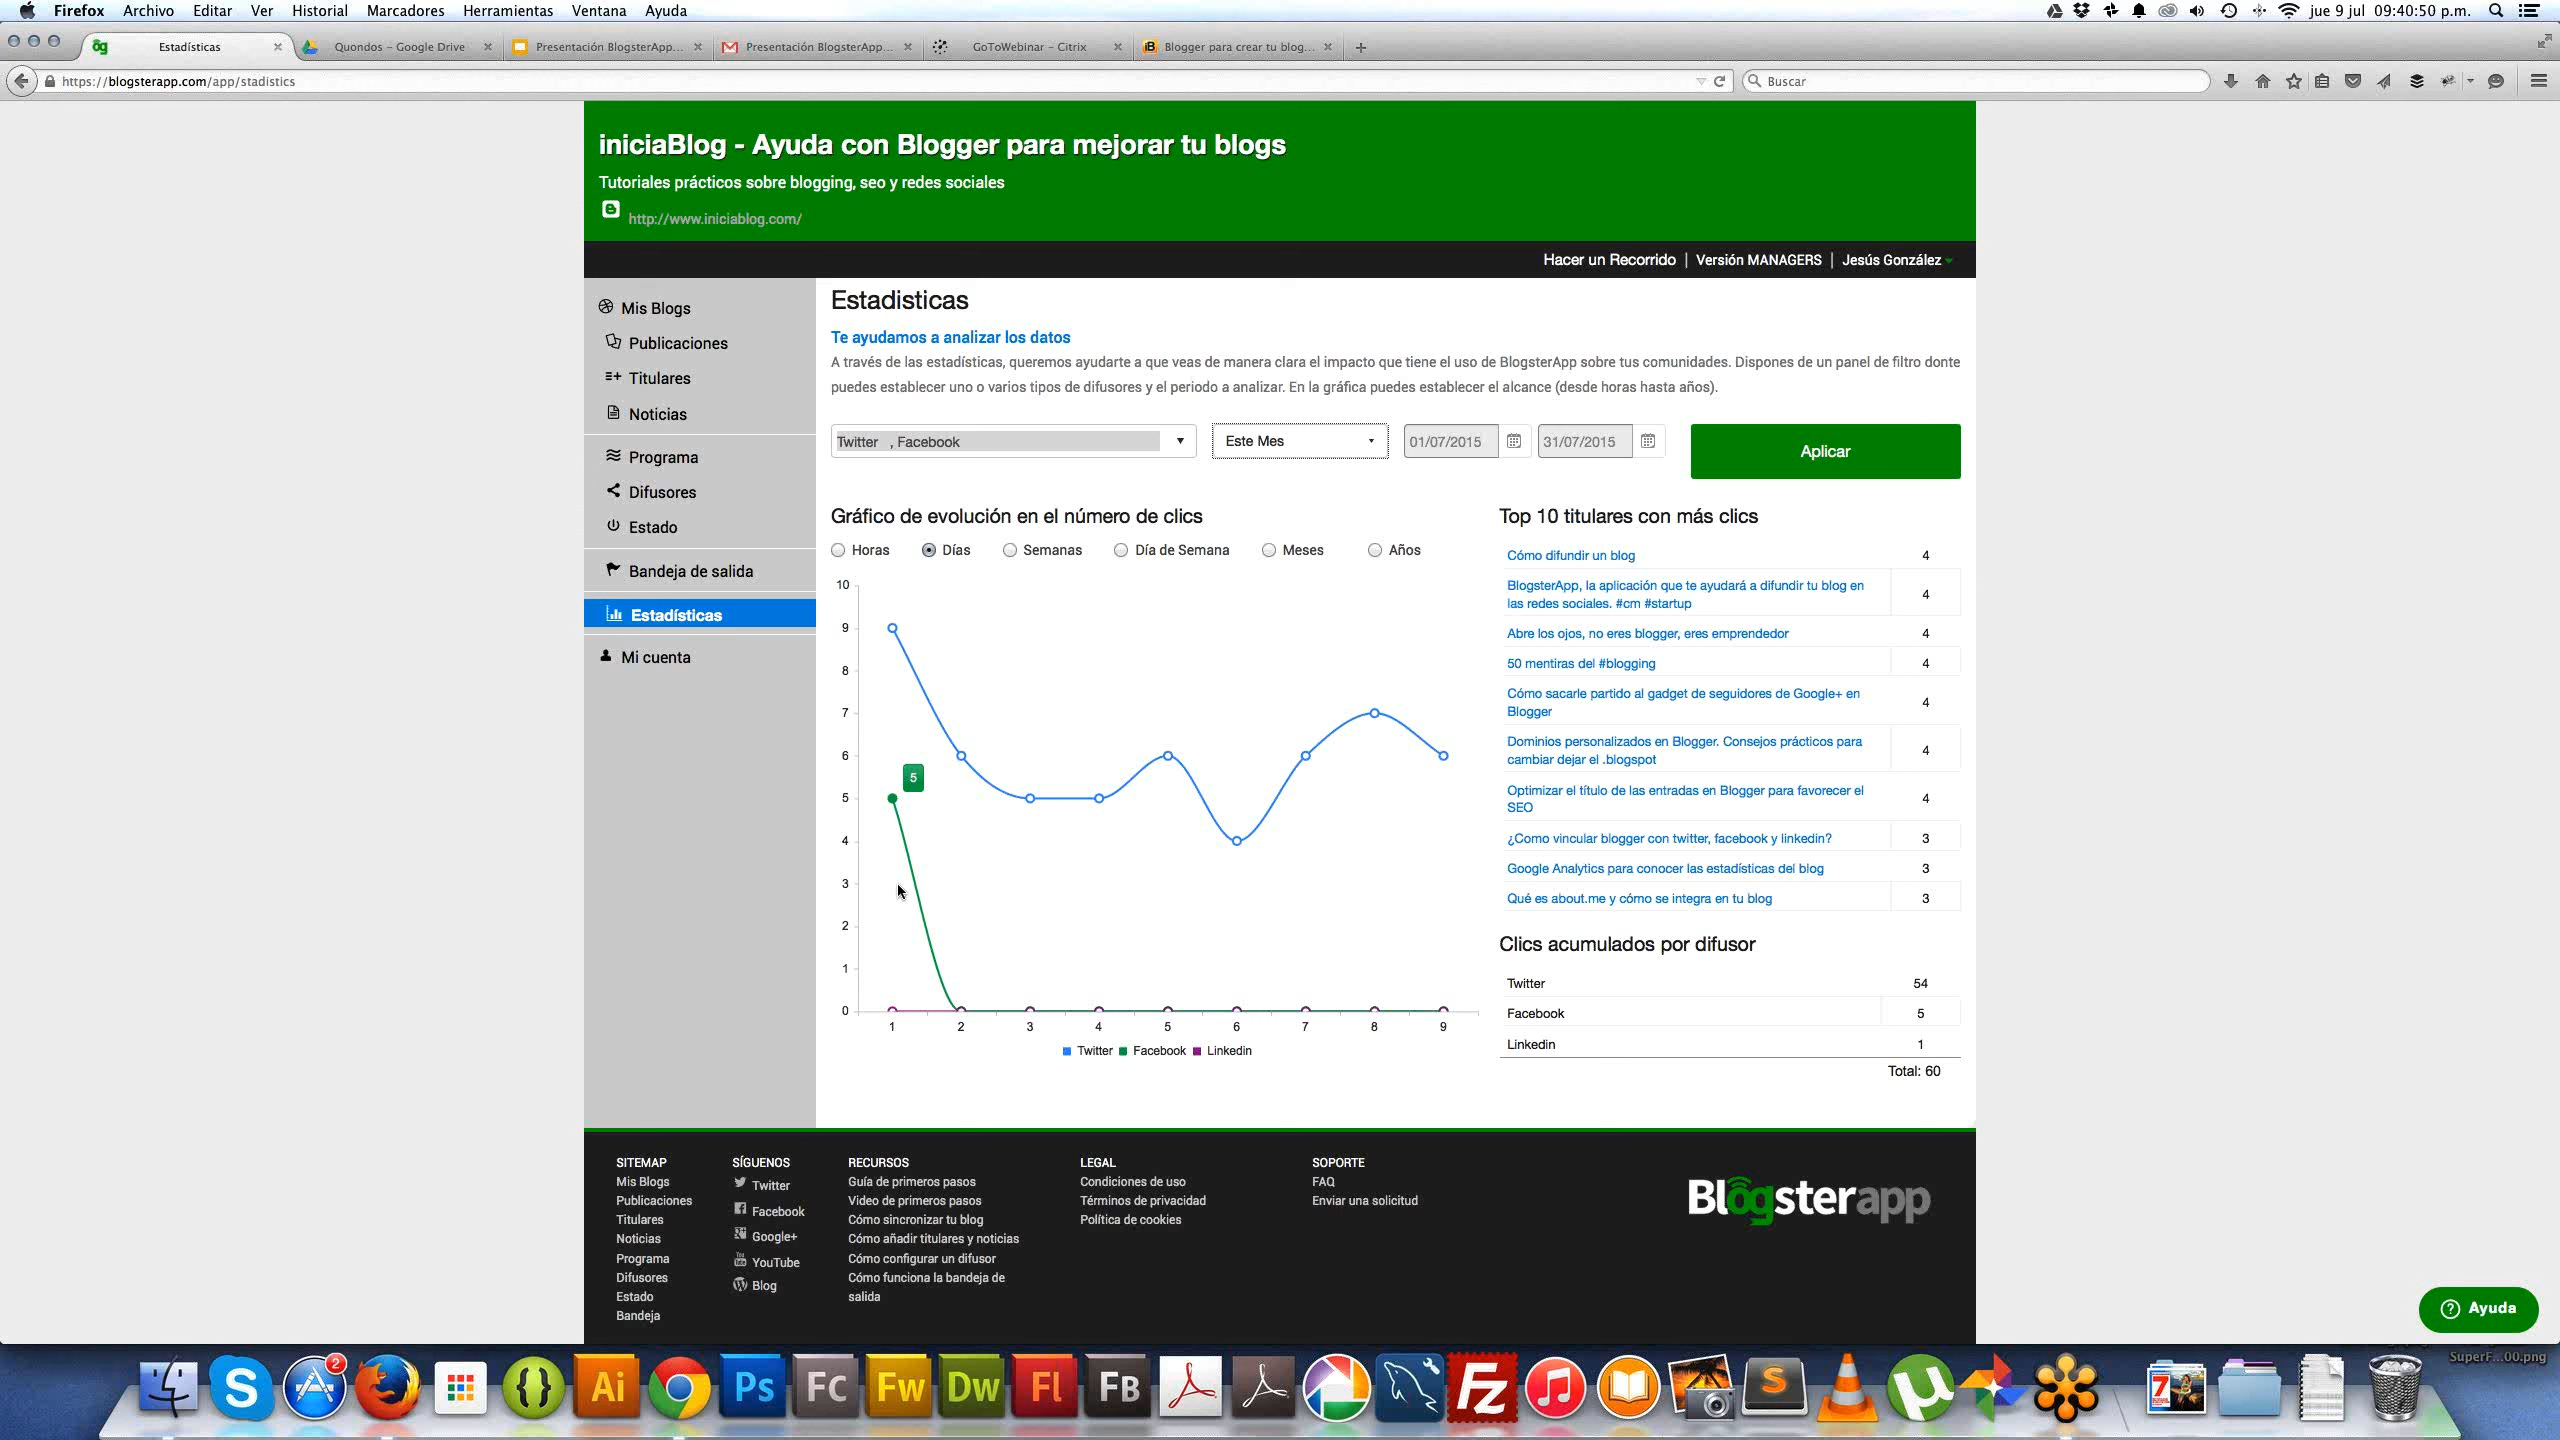 Firefox Archivo Editar Ver Historial Marcadores Herramientas Ventana Ayuda jue 9 jul 09:40:50 p.m.
Estadísticas Quondos – Google Drive Presentación BlogsterApp... Presentación BlogsterApp... GoToWebinar – Citrix Blogger para crear tu blog...
https://blogsterapp.com/app/stadistics Buscar
iniciaBlog - Ayuda con Blogger para mejorar tu blogs
Tutoriales prácticos sobre blogging, seo y redes sociales
http://www.iniciablog.com/
Hacer un Recorrido | Versión MANAGERS | Jesús González
Mis Blogs
Publicaciones
Titulares
Noticias
Programa
Difusores
Estado
Bandeja de salida
Estadísticas
Mi cuenta
Estadisticas
Te ayudamos a analizar los datos
A través de las estadísticas, queremos ayudarte a que veas de manera clara el impacto que tiene el uso de BlogsterApp sobre tus comunidades. Dispones de un panel de filtro donde
puedes establecer uno o varios tipos de difusores y el periodo a analizar. En la gráfica puedes establecer el alcance (desde horas hasta años).
Twitter , Facebook Este Mes 01/07/2015 31/07/2015 Aplicar
Gráfico de evolución en el número de clics
Horas Días Semanas Día de Semana Meses Años
10
9
8
7
6
5
4
3
2
1
0
5
1 2 3 4 5 6 7 8 9
Twitter Facebook Linkedin
Top 10 titulares con más clics
Cómo difundir un blog 4
BlogsterApp, la aplicación que te ayudará a difundir tu blog en
las redes sociales. #cm #startup 4
Abre los ojos, no eres blogger, eres emprendedor 4
50 mentiras del #blogging 4
Cómo sacarle partido al gadget de seguidores de Google+ en
Blogger 4
Dominios personalizados en Blogger. Consejos prácticos para
cambiar dejar el .blogspot 4
Optimizar el título de las entradas en Blogger para favorecer el
SEO 4
¿Como vincular blogger con twitter, facebook y linkedin? 3
Google Analytics para conocer las estadísticas del blog 3
Qué es about.me y cómo se integra en tu blog 3
Clics acumulados por difusor
Twitter 54
Facebook 5
Linkedin 1
Total: 60
SITEMAP
Mis Blogs
Publicaciones
Titulares
Noticias
Programa
Difusores
Estado
Bandeja
SÍGUENOS
Twitter
Facebook
Google+
YouTube
Blog
RECURSOS
Guía de primeros pasos
Video de primeros pasos
Cómo sincronizar tu blog
Cómo añadir titulares y noticias
Cómo configurar un difusor
Cómo funciona la bandeja de
salida
LEGAL
Condiciones de uso
Términos de privacidad
Política de cookies
SOPORTE
FAQ
Enviar una solicitud
Blogsterapp
Ayuda
SuperF...00.png
2
S {} Ai Ps Fc Fw Dw Fl FB Fz S µ 7